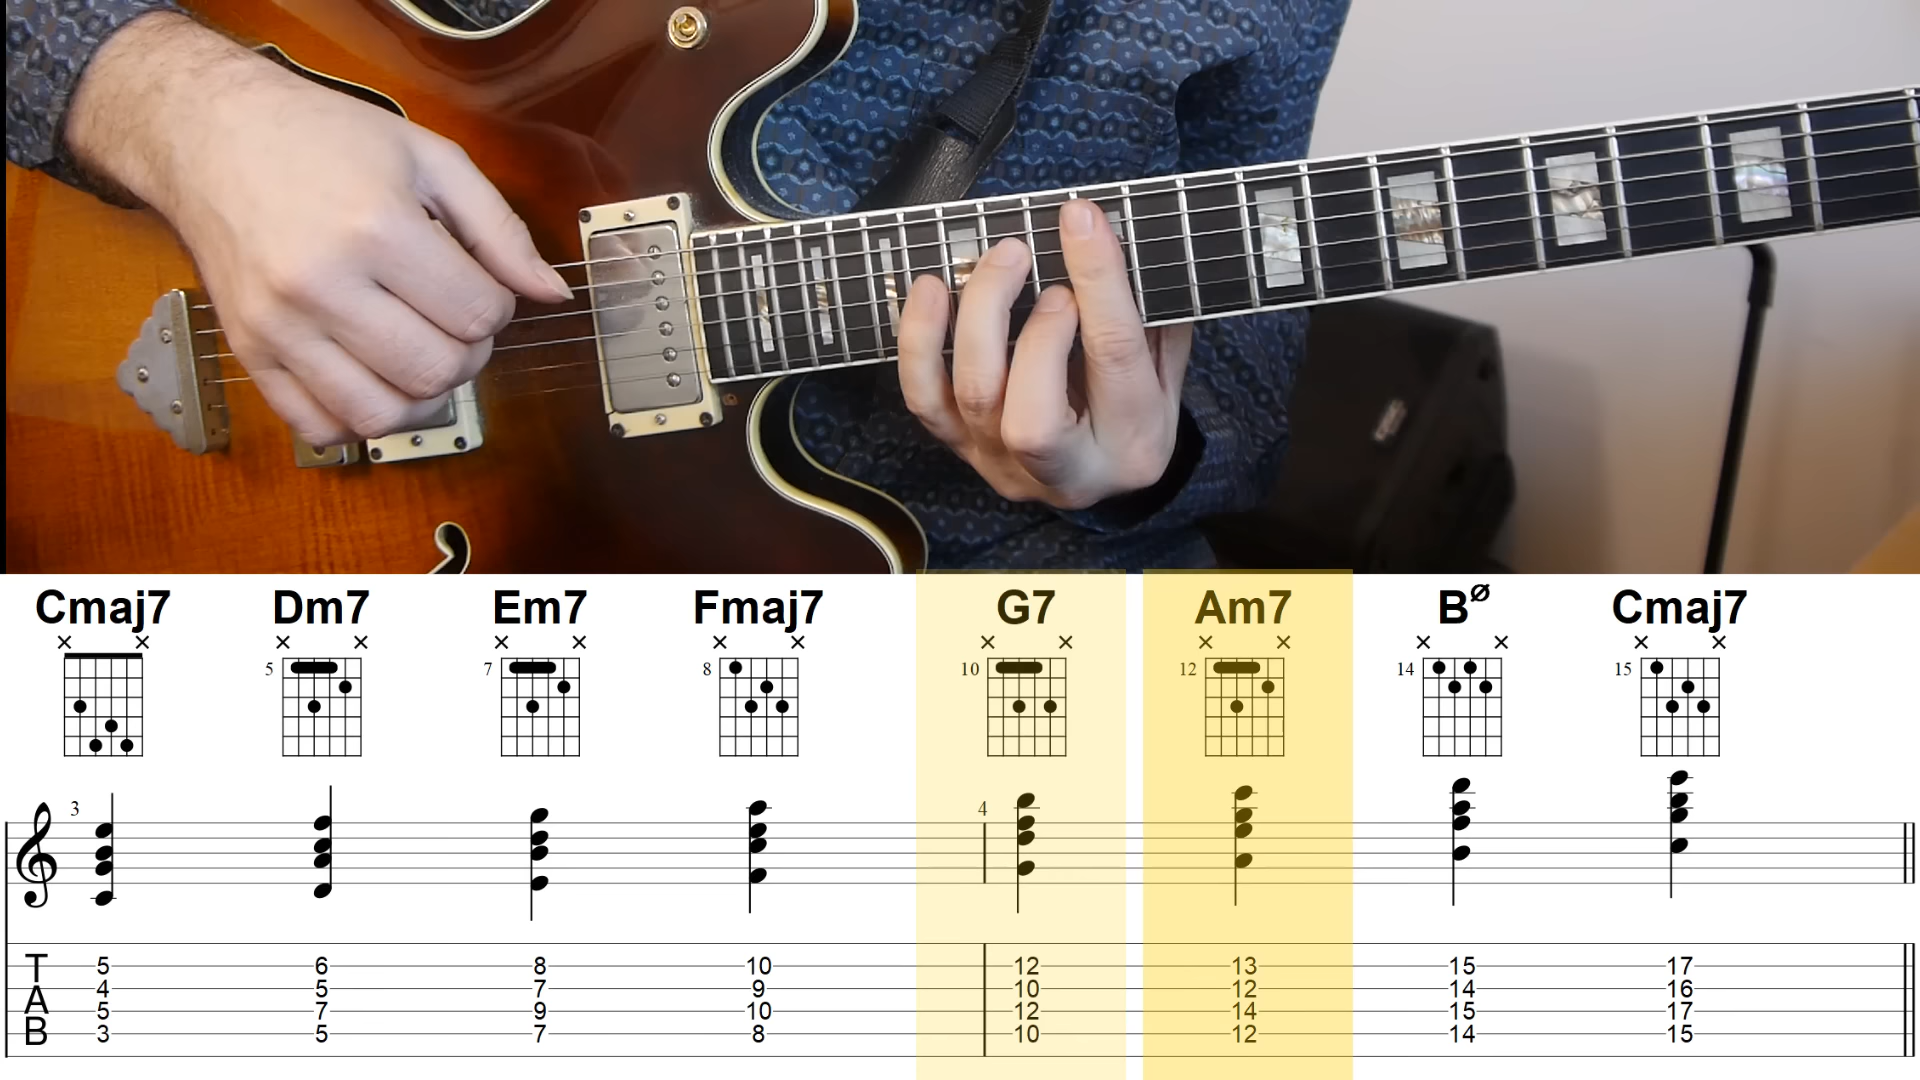 Cmaj7 Dm7 Em7 Fmaj7 G7 Am7 Bø Cmaj7
× × × × × × × × × × × × × × × ×
5 7 8 10 12 14 15
3 4
T 5 6 8 10 12 13 15 17
4 5 7 9 10 12 14 16
A 5 7 9 10 12 14 15 17
B 3 5 7 8 10 12 14 15